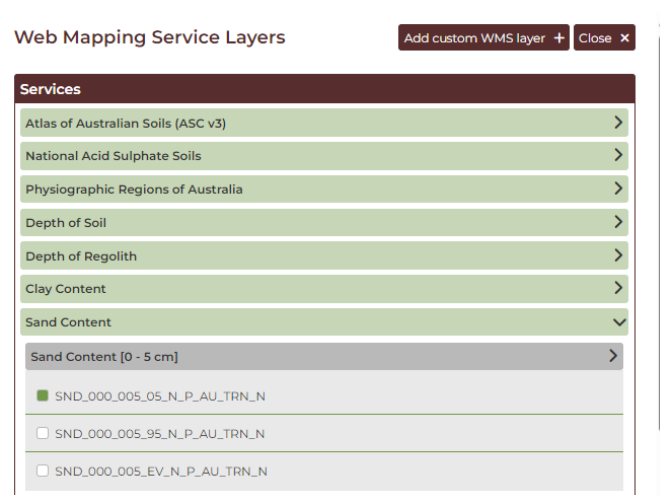 Web Mapping Service Layers
Add custom WMS layer +
Close ×
Services
Atlas of Australian Soils (ASC v3)
National Acid Sulphate Soils
Physiographic Regions of Australia
Depth of Soil
Depth of Regolith
Clay Content
Sand Content
Sand Content [0 - 5 cm]
SND_000_005_05_N_P_AU_TRN_N
SND_000_005_95_N_P_AU_TRN_N
SND_000_005_EV_N_P_AU_TRN_N